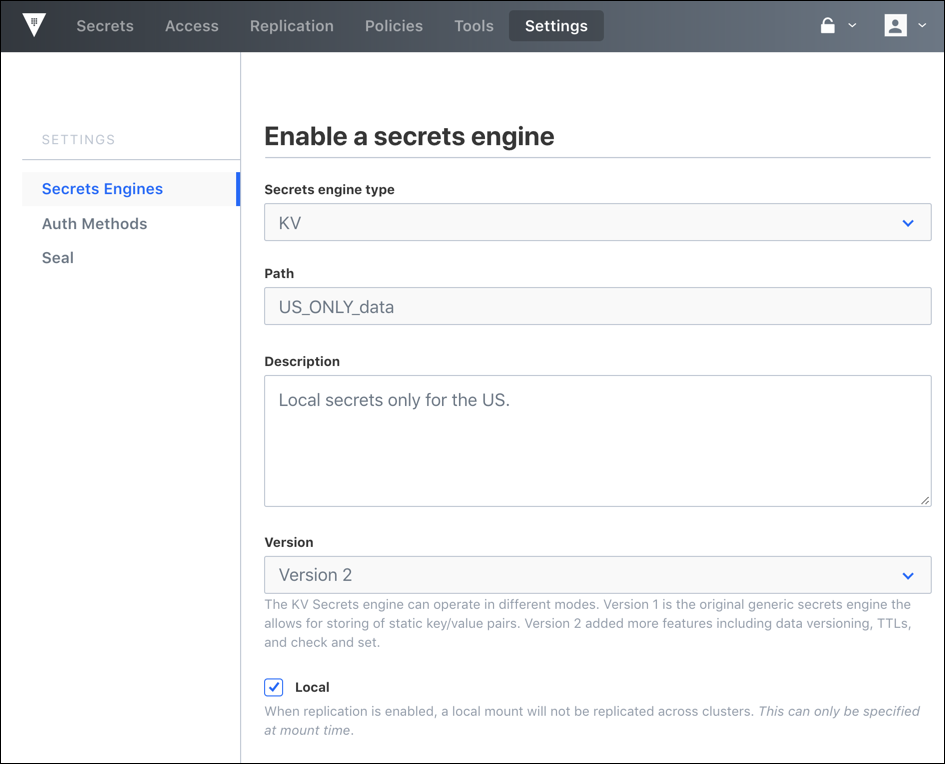 Secrets Access Replication Policies Tools Settings
SETTINGS
Secrets Engines
Auth Methods
Seal
Enable a secrets engine
Secrets engine type
KV
Path
US_ONLY_data
Description
Local secrets only for the US.
Version
Version 2
The KV Secrets engine can operate in different modes. Version 1 is the original generic secrets engine the
allows for storing of static key/value pairs. Version 2 added more features including data versioning, TTLs,
and check and set.
Local
When replication is enabled, a local mount will not be replicated across clusters. This can only be specified
at mount time.